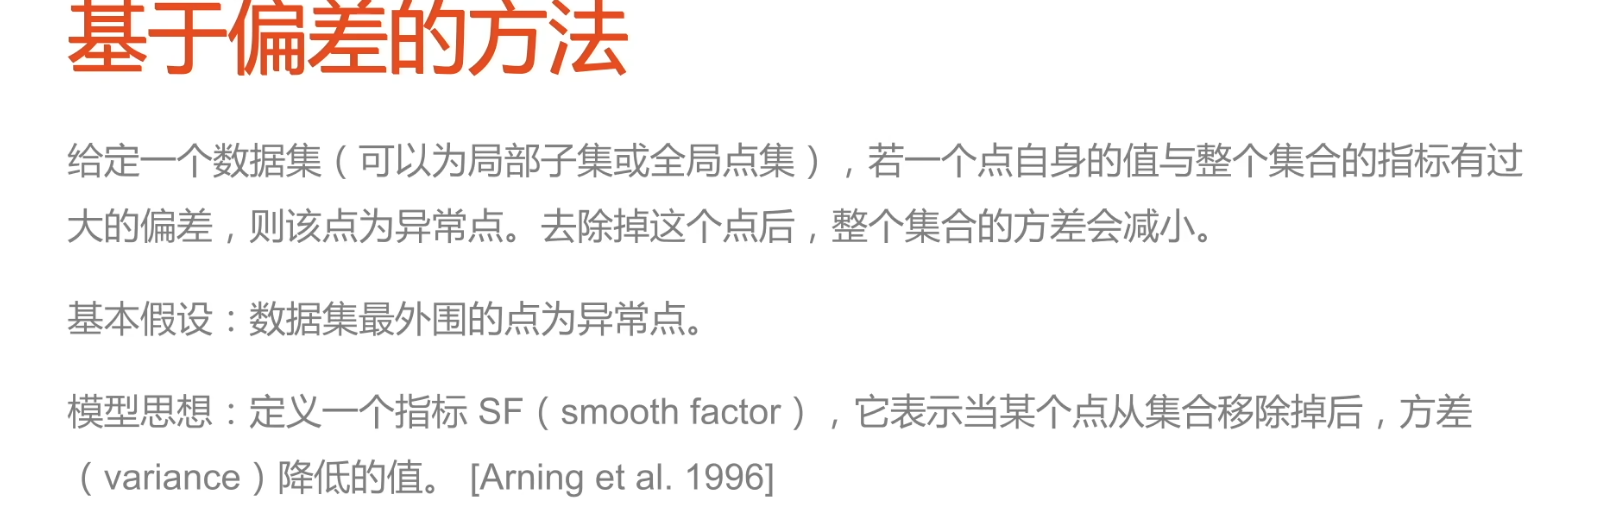 基于偏差的方法
给定一个数据集（可以为局部子集或全局点集），若一个点自身的值与整个集合的指标有过
大的偏差，则该点为异常点。去除掉这个点后，整个集合的方差会减小。
基本假设：数据集最外围的点为异常点。
模型思想：定义一个指标 SF（smooth factor），它表示当某个点从集合移除掉后，方差
（variance）降低的值。 [Arning et al. 1996]